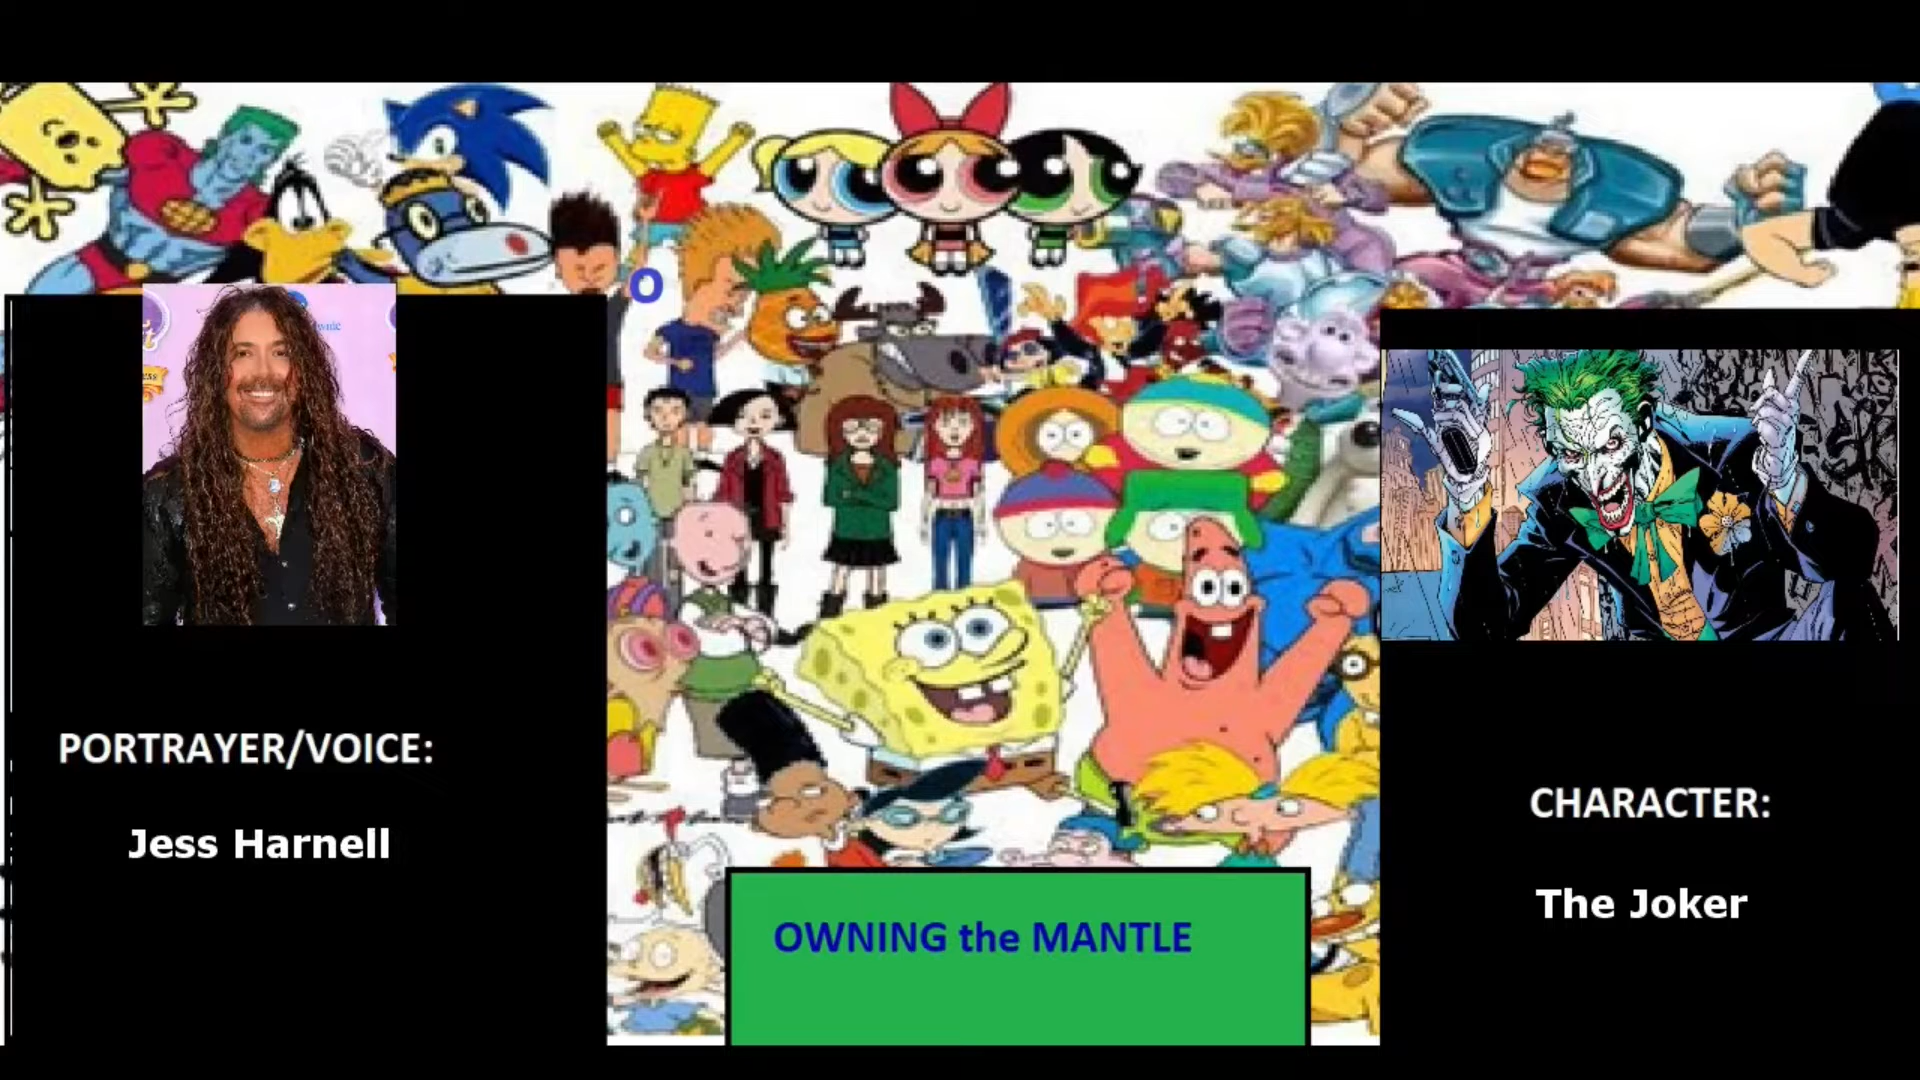 O
PORTRAYER/VOICE:
Jess Harnell
CHARACTER:
The Joker
OWNING the MANTLE